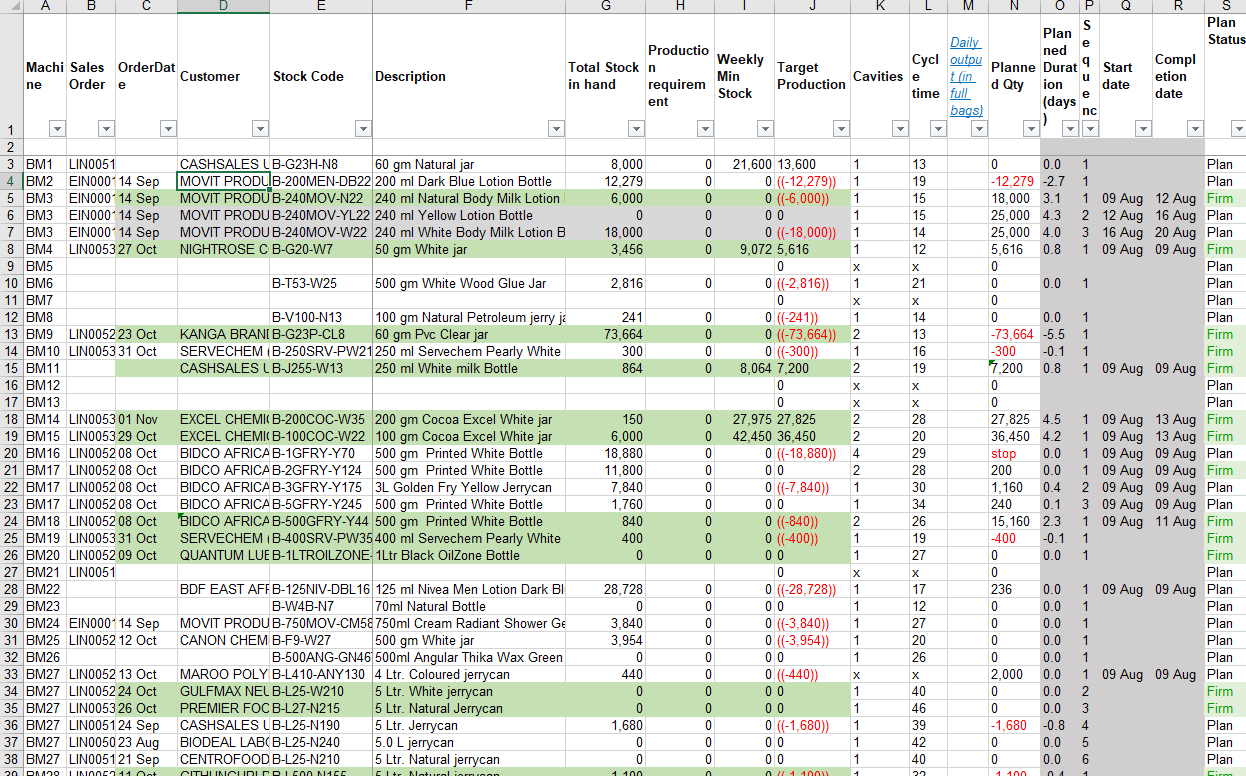 A B C D E F G H I J K L M N O P Q R S
1 Machine Sales Order OrderDate Customer Stock Code Description Total Stock in hand Production requirement Weekly Min Stock Target Production Cavities Cycle time Daily output (in full bags) Planned Qty Planned Duration (days) Sequenc Start date Completion date Plan Status
2
3 BM1 LIN0051 CASHSALES U B-G23H-N8 60 gm Natural jar 8,000 0 21,600 13,600 1 13 0 0.0 1 Plan
4 BM2 EIN0001 14 Sep MOVIT PRODU B-200MEN-DB22 200 ml Dark Blue Lotion Bottle 12,279 0 0 ((-12,279)) 1 19 -12,279 -2.7 1 Plan
5 BM3 EIN0001 14 Sep MOVIT PRODU B-240MOV-N22 240 ml Natural Body Milk Lotion 6,000 0 0 ((-6,000)) 1 15 18,000 3.1 1 09 Aug 12 Aug Firm
6 BM3 EIN0001 14 Sep MOVIT PRODU B-240MOV-YL22 240 ml Yellow Lotion Bottle 0 0 0 0 1 15 25,000 4.3 2 12 Aug 16 Aug Plan
7 BM3 EIN0001 14 Sep MOVIT PRODU B-240MOV-W22 240 ml White Body Milk Lotion B 18,000 0 0 ((-18,000)) 1 14 25,000 4.0 3 16 Aug 20 Aug Plan
8 BM4 LIN0053 27 Oct NIGHTROSE C B-G20-W7 50 gm White jar 3,456 0 9,072 5,616 1 12 5,616 0.8 1 09 Aug 09 Aug Firm
9 BM5 0 x x 0 Plan
10 BM6 B-T53-W25 500 gm White Wood Glue Jar 2,816 0 0 ((-2,816)) 1 21 0 0.0 1 Plan
11 BM7 0 x x 0 Plan
12 BM8 B-V100-N13 100 gm Natural Petroleum jerry ja 241 0 0 ((-241)) 1 14 0 0.0 1 Plan
13 BM9 LIN0052 23 Oct KANGA BRAND B-G23P-CL8 60 gm Pvc Clear jar 73,664 0 0 ((-73,664)) 2 13 -73,664 -5.5 1 Firm
14 BM10 LIN0053 31 Oct SERVECHEM ( B-250SRV-PW21 250 ml Servechem Pearly White 300 0 0 ((-300)) 1 16 -300 -0.1 1 Firm
15 BM11 CASHSALES U B-J255-W13 250 ml White milk Bottle 864 0 8,064 7,200 2 19 7,200 0.8 1 09 Aug 09 Aug Firm
16 BM12 0 x x 0 Plan
17 BM13 0 x x 0 Plan
18 BM14 LIN0053 01 Nov EXCEL CHEMIC B-200COC-W35 200 gm Cocoa Excel White jar 150 0 27,975 27,825 2 28 27,825 4.5 1 09 Aug 13 Aug Firm
19 BM15 LIN0053 29 Oct EXCEL CHEMIC B-100COC-W22 100 gm Cocoa Excel White jar 6,000 0 42,450 36,450 2 20 36,450 4.2 1 09 Aug 13 Aug Firm
20 BM16 LIN0052 08 Oct BIDCO AFRICA B-1GFRY-Y70 500 gm Printed White Bottle 18,880 0 0 ((-18,880)) 4 29 stop 0.0 1 09 Aug 09 Aug Plan
21 BM17 LIN0052 08 Oct BIDCO AFRICA B-2GFRY-Y124 500 gm Printed White Bottle 11,800 0 0 0 2 28 200 0.0 1 09 Aug 09 Aug Firm
22 BM17 LIN0052 08 Oct BIDCO AFRICA B-3GFRY-Y175 3L Golden Fry Yellow Jerrycan 7,840 0 0 ((-7,840)) 1 30 1,160 0.4 2 09 Aug 09 Aug Plan
23 BM17 LIN0052 08 Oct BIDCO AFRICA B-5GFRY-Y245 500 gm Printed White Bottle 1,760 0 0 0 1 34 240 0.1 3 09 Aug 09 Aug Plan
24 BM18 LIN0052 08 Oct BIDCO AFRICA B-500GFRY-Y44 500 gm Printed White Bottle 840 0 0 ((-840)) 2 26 15,160 2.3 1 09 Aug 11 Aug Firm
25 BM19 LIN0053 31 Oct SERVECHEM ( B-400SRV-PW35 400 ml Servechem Pearly White 400 0 0 ((-400)) 1 19 -400 -0.1 1 Firm
26 BM20 LIN0052 09 Oct QUANTUM LUB B-1LTROILZONE- 1Ltr Black OilZone Bottle 0 0 0 0 1 27 0 0.0 1 Firm
27 BM21 LIN0051 0 x x 0 Plan
28 BM22 BDF EAST AFR B-125NIV-DBL16 125 ml Nivea Men Lotion Dark Bl 28,728 0 0 ((-28,728)) 1 17 236 0.0 1 09 Aug 09 Aug Plan
29 BM23 B-W4B-N7 70ml Natural Bottle 0 0 0 0 1 12 0 0.0 1 Plan
30 BM24 EIN0001 14 Sep MOVIT PRODU B-750MOV-CM58 750ml Cream Radiant Shower Ge 3,840 0 0 ((-3,840)) 1 27 0 0.0 1 Plan
31 BM25 LIN0052 12 Oct CANON CHEM B-F9-W27 500 gm White jar 3,954 0 0 ((-3,954)) 1 20 0 0.0 1 Plan
32 BM26 B-500ANG-GN46 500ml Angular Thika Wax Green 0 0 0 0 1 26 0 0.0 1 Plan
33 BM27 LIN0052 13 Oct MAROO POLY B-L410-ANY130 4 Ltr. Coloured jerrycan 440 0 0 ((-440)) x x 2,000 0.0 1 09 Aug 09 Aug Plan
34 BM27 LIN0052 24 Oct GULFMAX NEU B-L25-W210 5 Ltr. White jerrycan 0 0 0 0 1 40 0 0.0 2 Firm
35 BM27 LIN0053 26 Oct PREMIER FOO B-L27-N215 5 Ltr. Natural Jerrycan 0 0 0 0 1 46 0 0.0 3 Firm
36 BM27 LIN0051 24 Sep CASHSALES U B-L25-N190 5 Ltr. Jerrycan 1,680 0 0 ((-1,680)) 1 39 -1,680 -0.8 4 Plan
37 BM27 LIN0050 23 Aug BIODEAL LABO B-L25-N240 5.0 L jerrycan 0 0 0 0 1 42 0 0.0 5 Plan
38 BM27 LIN0051 21 Sep CENTROFOOD B-L25-N210 5 Ltr. Natural jerrycan 0 0 0 0 1 40 0 0.0 6 Plan